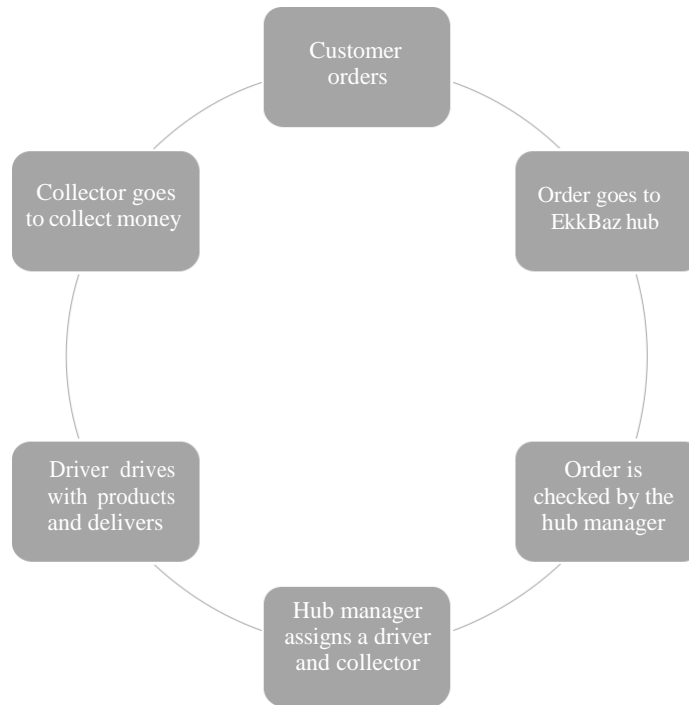 Customer
orders
Order goes to
EkkBaz hub
Order is
checked by the
hub manager
Hub manager
assigns a driver
and collector
Driver drives
with products
and delivers
Collector goes
to collect money